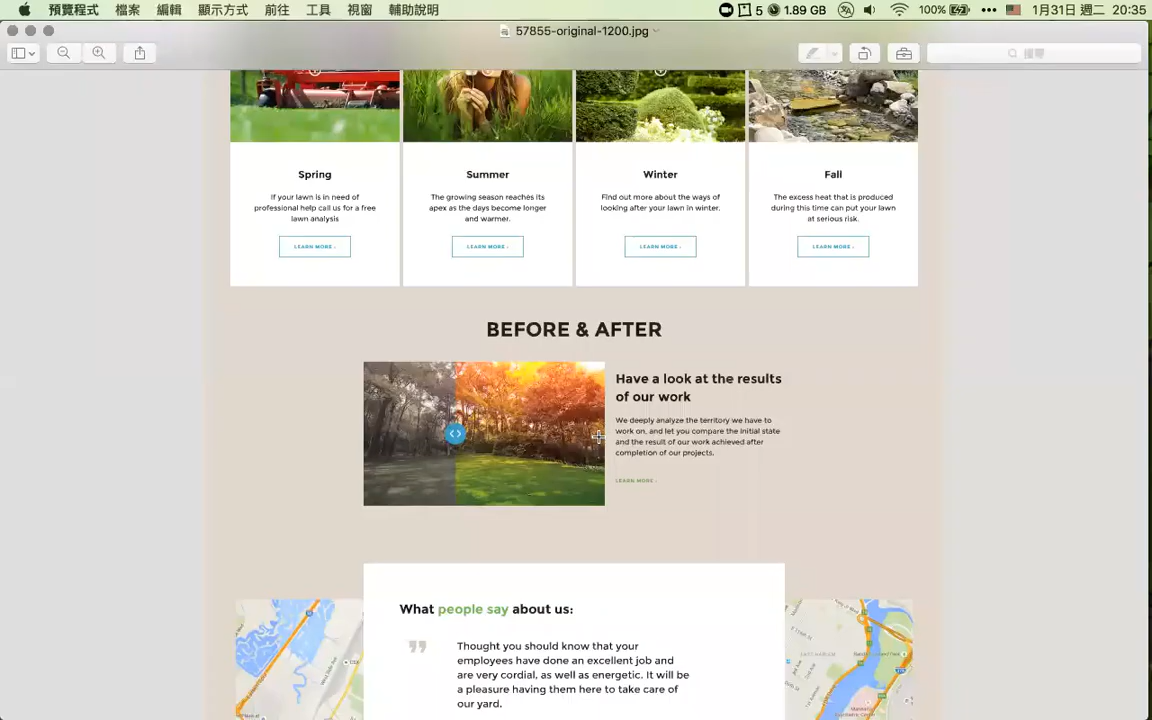 預覽程式 檔案 編輯 顯示方式 前往 工具 視窗 輔助說明 5 1.89 GB 100% 1月31日 週二 20:35
57855-original-1200.jpg
搜尋
Spring
If your lawn is in need of
professional help call us for a free
lawn analysis
LEARN MORE ›
Summer
The growing season reaches its
apex as the days become longer
and warmer.
LEARN MORE ›
Winter
Find out more about the ways of
looking after your lawn in winter.
LEARN MORE ›
Fall
The excess heat that is produced
during this time can put your lawn
at serious risk.
LEARN MORE ›
BEFORE & AFTER
Have a look at the results
of our work
We deeply analyze the territory we have to
work on, and let you compare the initial state
and the result of our work achieved after
completion of our projects.
LEARN MORE ›
What people say about us:
Thought you should know that your
employees have done an excellent job and
are very cordial, as well as energetic. It will be
a pleasure having them here to take care of
our yard.